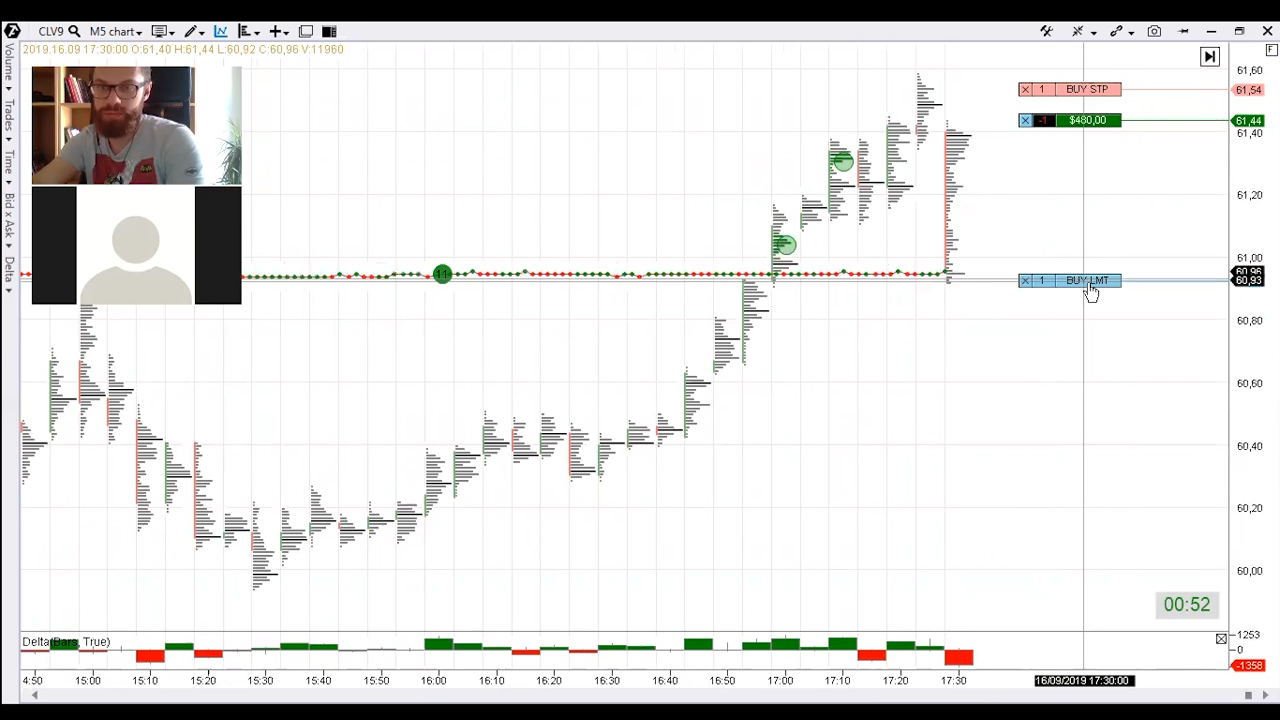 CLV9 M5 chart
2019.16.09 17:30:00 O:61,40 H:61,44 L:60,92 C:60,96 V:11960
F
Volume
Trades
Time
Bid x Ask
Delta
61,60
1 BUY STP 61,54
-1 $480,00 61,44
61,40
61,20
61,00
11
60,96
1 BUY LMT 60,93
60,80
60,60
60,40
60,20
60,00
00:52
Delta(Bars, True)
1253
0
-1358
4:50 15:00 15:10 15:20 15:30 15:40 15:50 16:00 16:10 16:20 16:30 16:40 16:50 17:00 17:10 17:20 17:30 16/09/2019 17:30:00